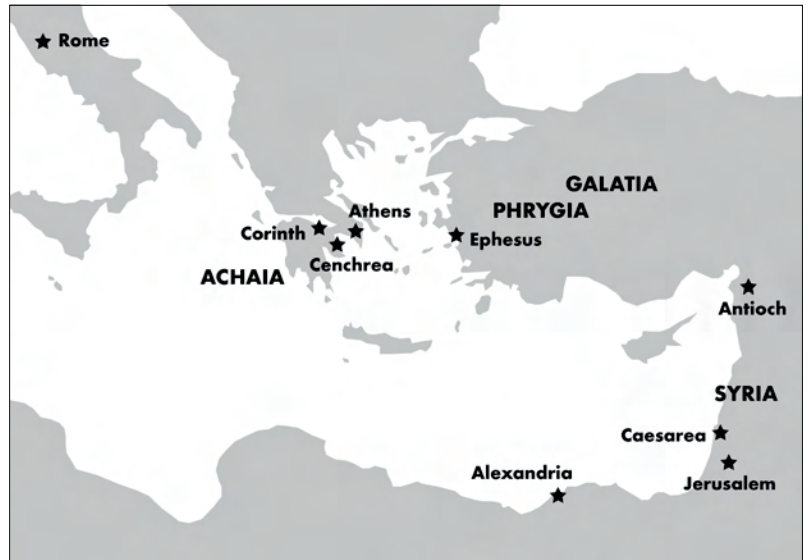 Rome
GALATIA
PHRYGIA
Athens
Corinth
Ephesus
Cenchrea
ACHAIA
Antioch
SYRIA
Caesarea
Alexandria
Jerusalem